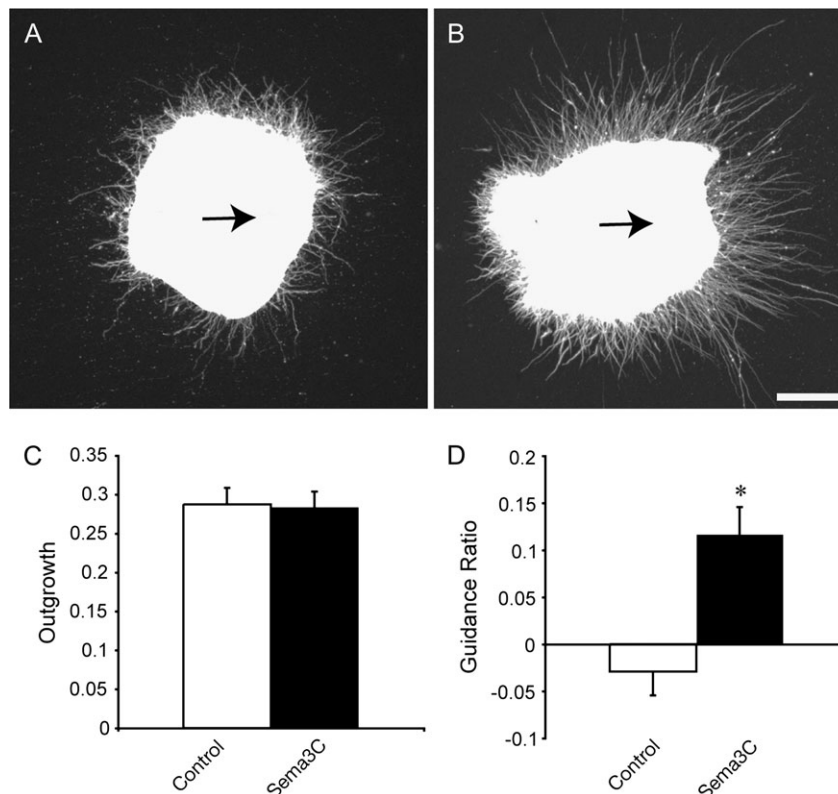 A
B
C
0.35
0.3
0.25
0.2
0.15
0.1
0.05
0
Outgrowth
Control
Sema3C
D
0.2
0.15
0.1
0.05
0
-0.05
-0.1
Guidance Ratio
*
Control
Sema3C